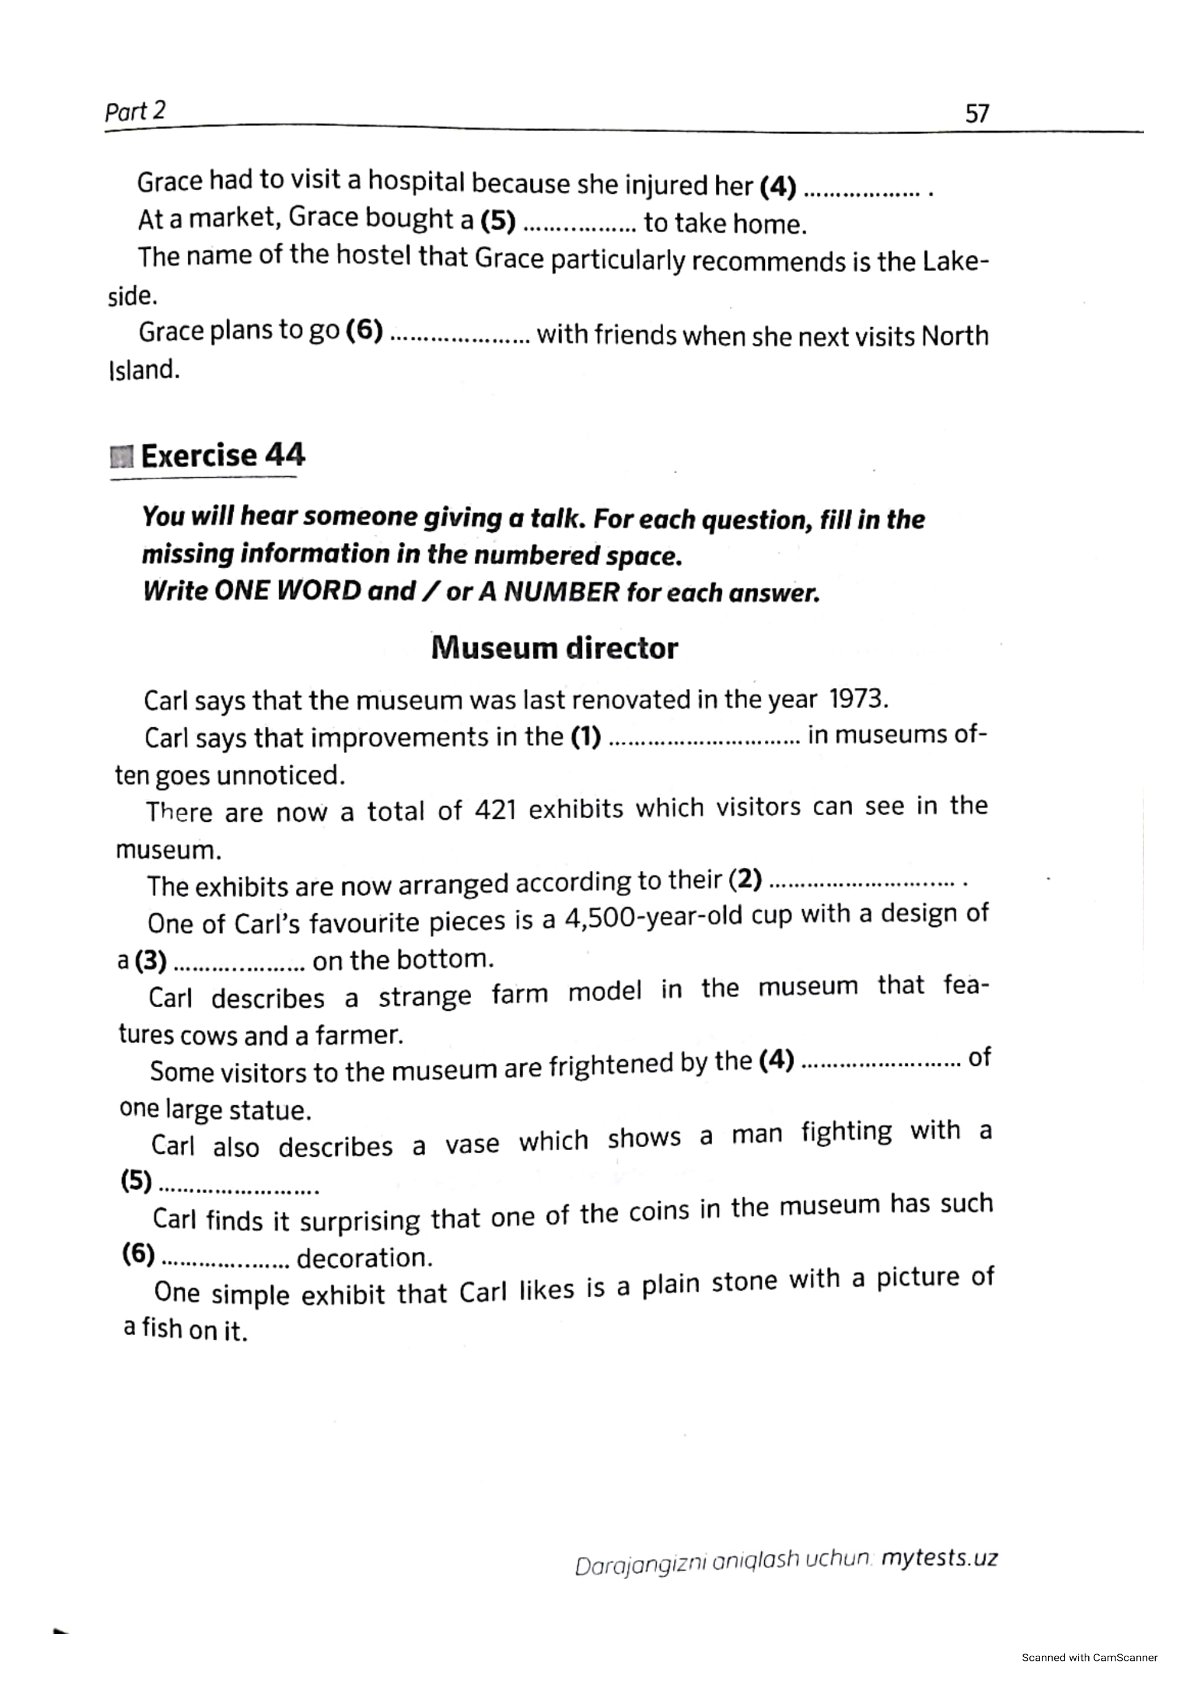 Part 2 57
Grace had to visit a hospital because she injured her (4) .................. .
At a market, Grace bought a (5) ................. to take home.
The name of the hostel that Grace particularly recommends is the Lake-
side.
Grace plans to go (6) ..................... with friends when she next visits North
Island.
Exercise 44
You will hear someone giving a talk. For each question, fill in the
missing information in the numbered space.
Write ONE WORD and / or A NUMBER for each answer.
Museum director
Carl says that the museum was last renovated in the year 1973.
Carl says that improvements in the (1) ............................. in museums of-
ten goes unnoticed.
There are now a total of 421 exhibits which visitors can see in the
museum.
The exhibits are now arranged according to their (2) ............................ .
One of Carl's favourite pieces is a 4,500-year-old cup with a design of
a (3) .................... on the bottom.
Carl describes a strange farm model in the museum that fea-
tures cows and a farmer.
Some visitors to the museum are frightened by the (4) ........................ of
one large statue.
Carl also describes a vase which shows a man fighting with a
(5) ........................
Carl finds it surprising that one of the coins in the museum has such
(6) ................... decoration.
One simple exhibit that Carl likes is a plain stone with a picture of
a fish on it.
Darajangizni aniqlash uchun: mytests.uz
Scanned with CamScanner